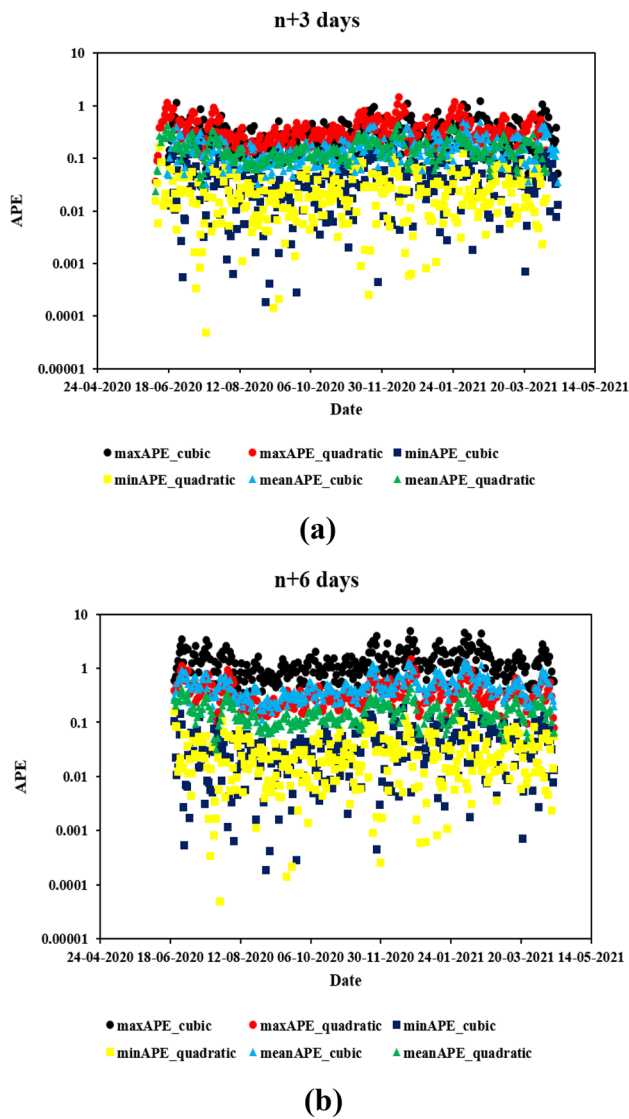 n+3 days
10
1
0.1
0.01
0.001
0.0001
0.00001
APE
24-04-2020 18-06-2020 12-08-2020 06-10-2020 30-11-2020 24-01-2021 20-03-2021 14-05-2021
Date
maxAPE_cubic maxAPE_quadratic minAPE_cubic
minAPE_quadratic meanAPE_cubic meanAPE_quadratic
(a)
n+6 days
10
1
0.1
0.01
0.001
0.0001
0.00001
APE
24-04-2020 18-06-2020 12-08-2020 06-10-2020 30-11-2020 24-01-2021 20-03-2021 14-05-2021
Date
maxAPE_cubic maxAPE_quadratic minAPE_cubic
minAPE_quadratic meanAPE_cubic meanAPE_quadratic
(b)